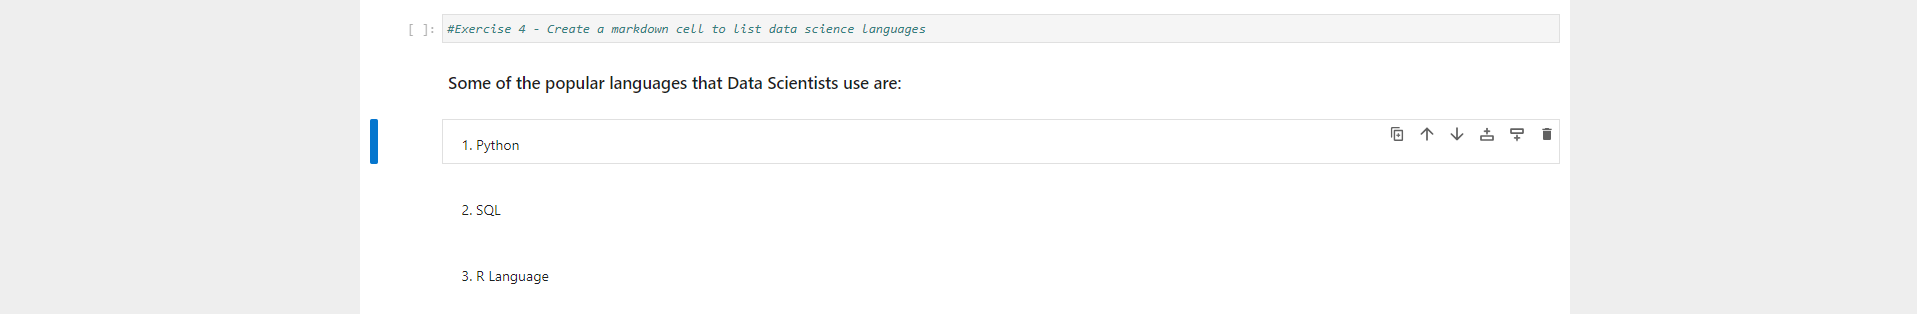 [ ]: #Exercise 4 - Create a markdown cell to list data science languages
Some of the popular languages that Data Scientists use are:
1. Python
2. SQL
3. R Language